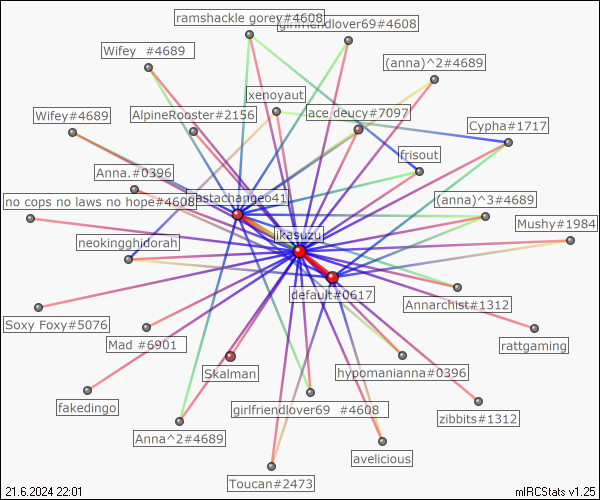 ramshackle gorey#4608
girlfriendlover69#4608
Wifey  #4689
(anna)^2#4689
xenoyaut
Wifey#4689
AlpineRooster#2156
ace deucy#7097
Cypha#1717
frisout
Anna.#0396
pastachangeo41
no cops no laws no hope#4608
(anna)^3#4689
Mushy#1984
ikasuzu
neokingghidorah
default#0617
Annarchist#1312
Soxy Foxy#5076
Mad #6901
rattgaming
Skalman
hypomanianna#0396
fakedingo
girlfriendlover69  #4608
zibbits#1312
Anna^2#4689
avelicious
Toucan#2473
21.6.2024 22:01
mIRCStats v1.25